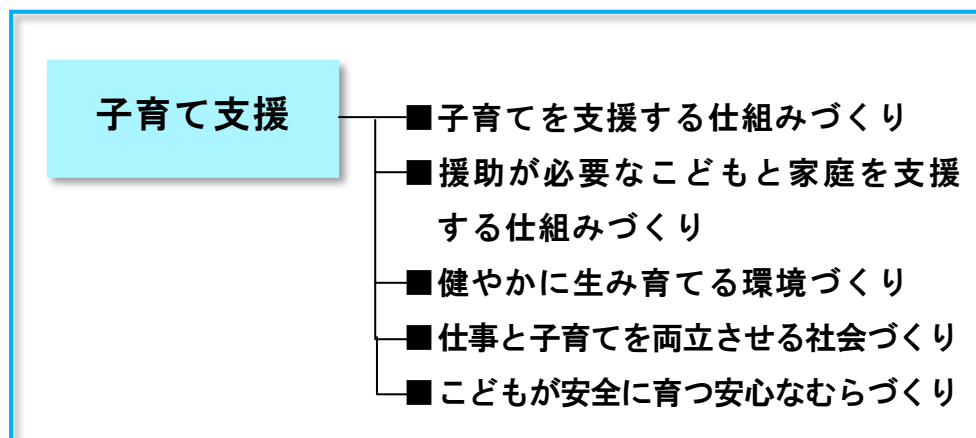 子育て支援
■子育てを支援する仕組みづくり
■援助が必要なこどもと家庭を支援
する仕組みづくり
■健やかに生み育てる環境づくり
■仕事と子育てを両立させる社会づくり
■こどもが安全に育つ安心なむらづくり